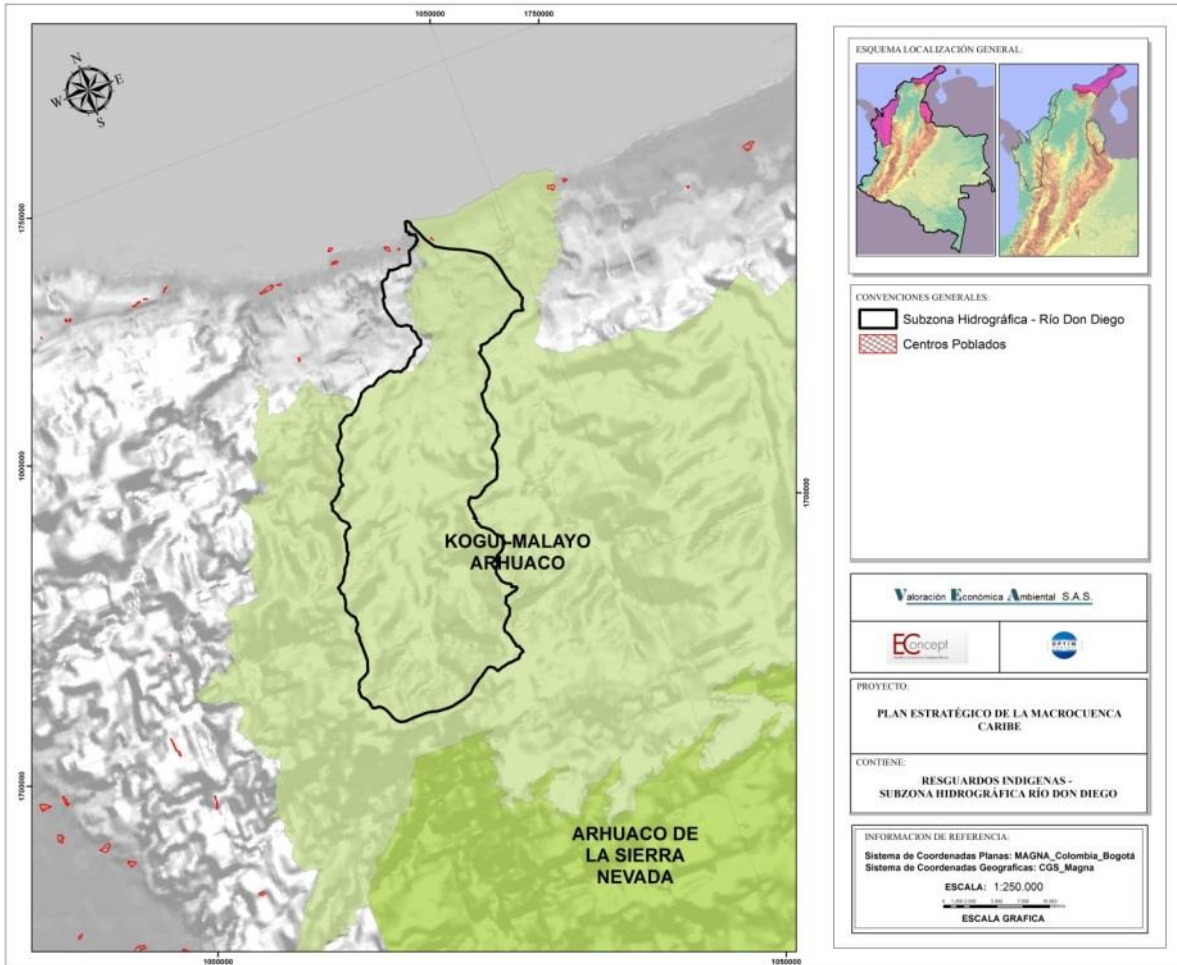 1050000
1750000
N
E
W
S
1750000
1000000
1700000
1700000
1000000
1050000
KOGUI-MALAYO
ARHUACO
ARHUACO DE
LA SIERRA
NEVADA
ESQUEMA LOCALIZACIÓN GENERAL:
CONVENCIONES GENERALES:
Subzona Hidrográfica - Río Don Diego
Centros Poblados
Valoración Económica Ambiental S.A.S.
EConcept
PROYECTO:
PLAN ESTRATÉGICO DE LA MACROCUENCA
CARIBE
CONTIENE:
RESGUARDOS INDIGENAS -
SUBZONA HIDROGRÁFICA RÍO DON DIEGO
INFORMACION DE REFERENCIA:
Sistema de Coordenadas Planas: MAGNA_Colombia_Bogotá
Sistema de Coordenadas Geograficas: CGS_Magna
ESCALA: 1:250.000
ESCALA GRAFICA